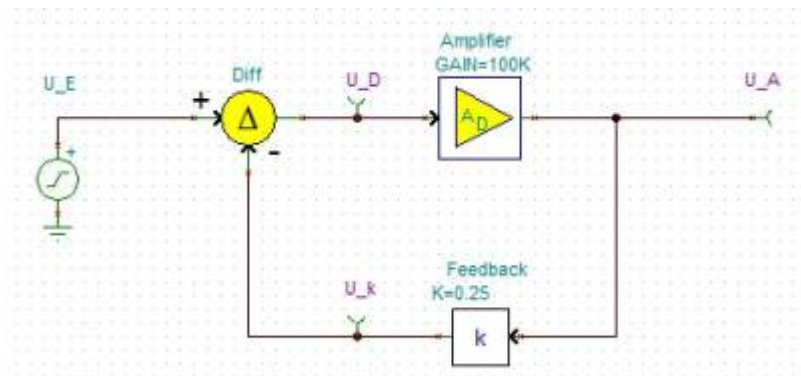 Amplifier
GAIN=100K
U_E
Diff
U_D
U_A
+
Δ
A_D
+
-
Feedback
K=0.25
U_k
k